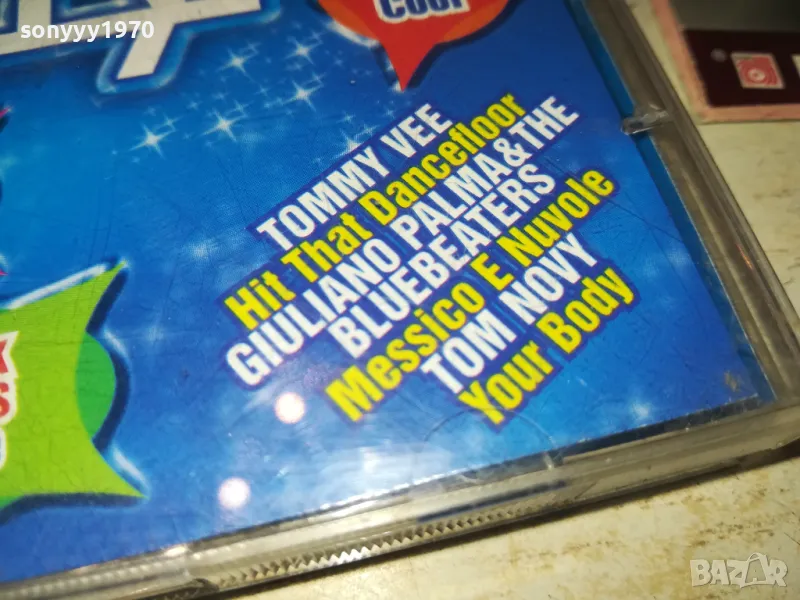 sonyyy1970
Cool
TOMMY VEE
Hit That Dancefloor
GIULIANO PALMA&THE
BLUEBEATERS
Messico E Nuvole
TOM NOVY
Your Body
BAZAR